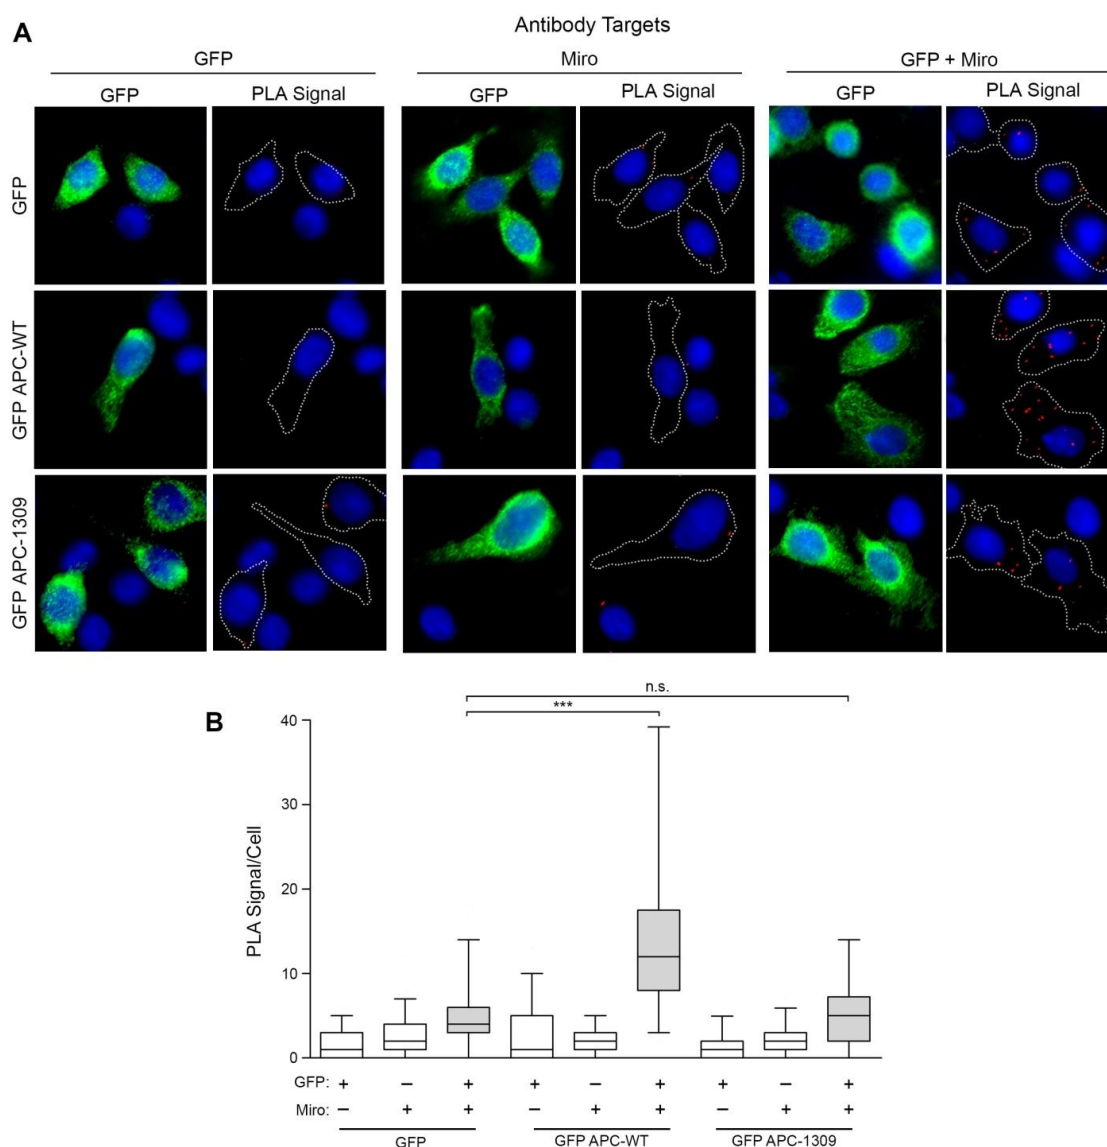 A
Antibody Targets
GFP Miro GFP + Miro
GFP PLA Signal GFP PLA Signal GFP PLA Signal
GFP
GFP APC-WT
GFP APC-1309
B
n.s.
***
PLA Signal/Cell
40
30
20
10
0
GFP: + – + + – + + – +
Miro: – + + – + + – + +
GFP GFP APC-WT GFP APC-1309